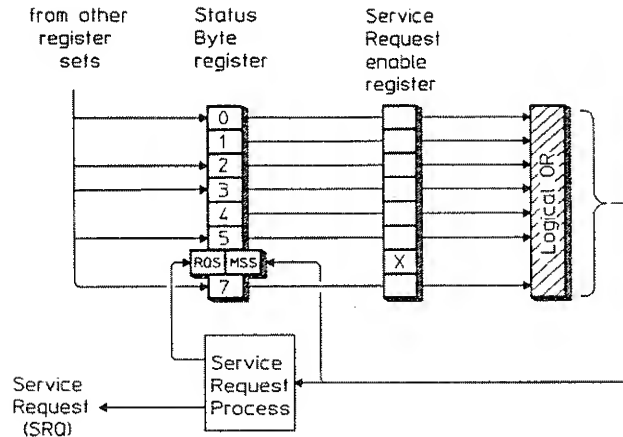 from other
register
sets
Status
Byte
register
Service
Request
enable
register
0
1
2
3
4
5
RQS MSS
X
7
Logical OR
Service
Request
Process
Service
Request
(SRQ)